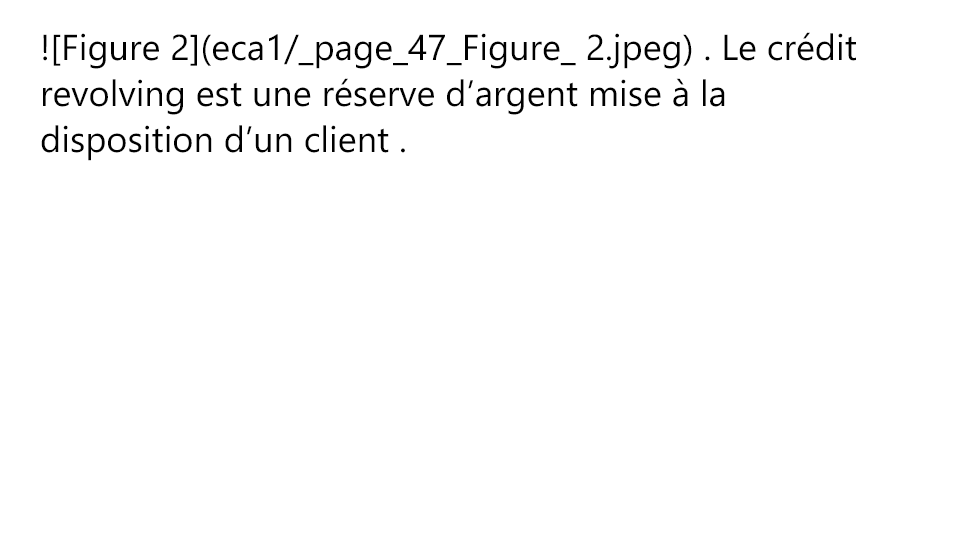 ![Figure 2](eca1/_page_47_Figure_ 2.jpeg) . Le crédit
revolving est une réserve d’argent mise à la
disposition d’un client .